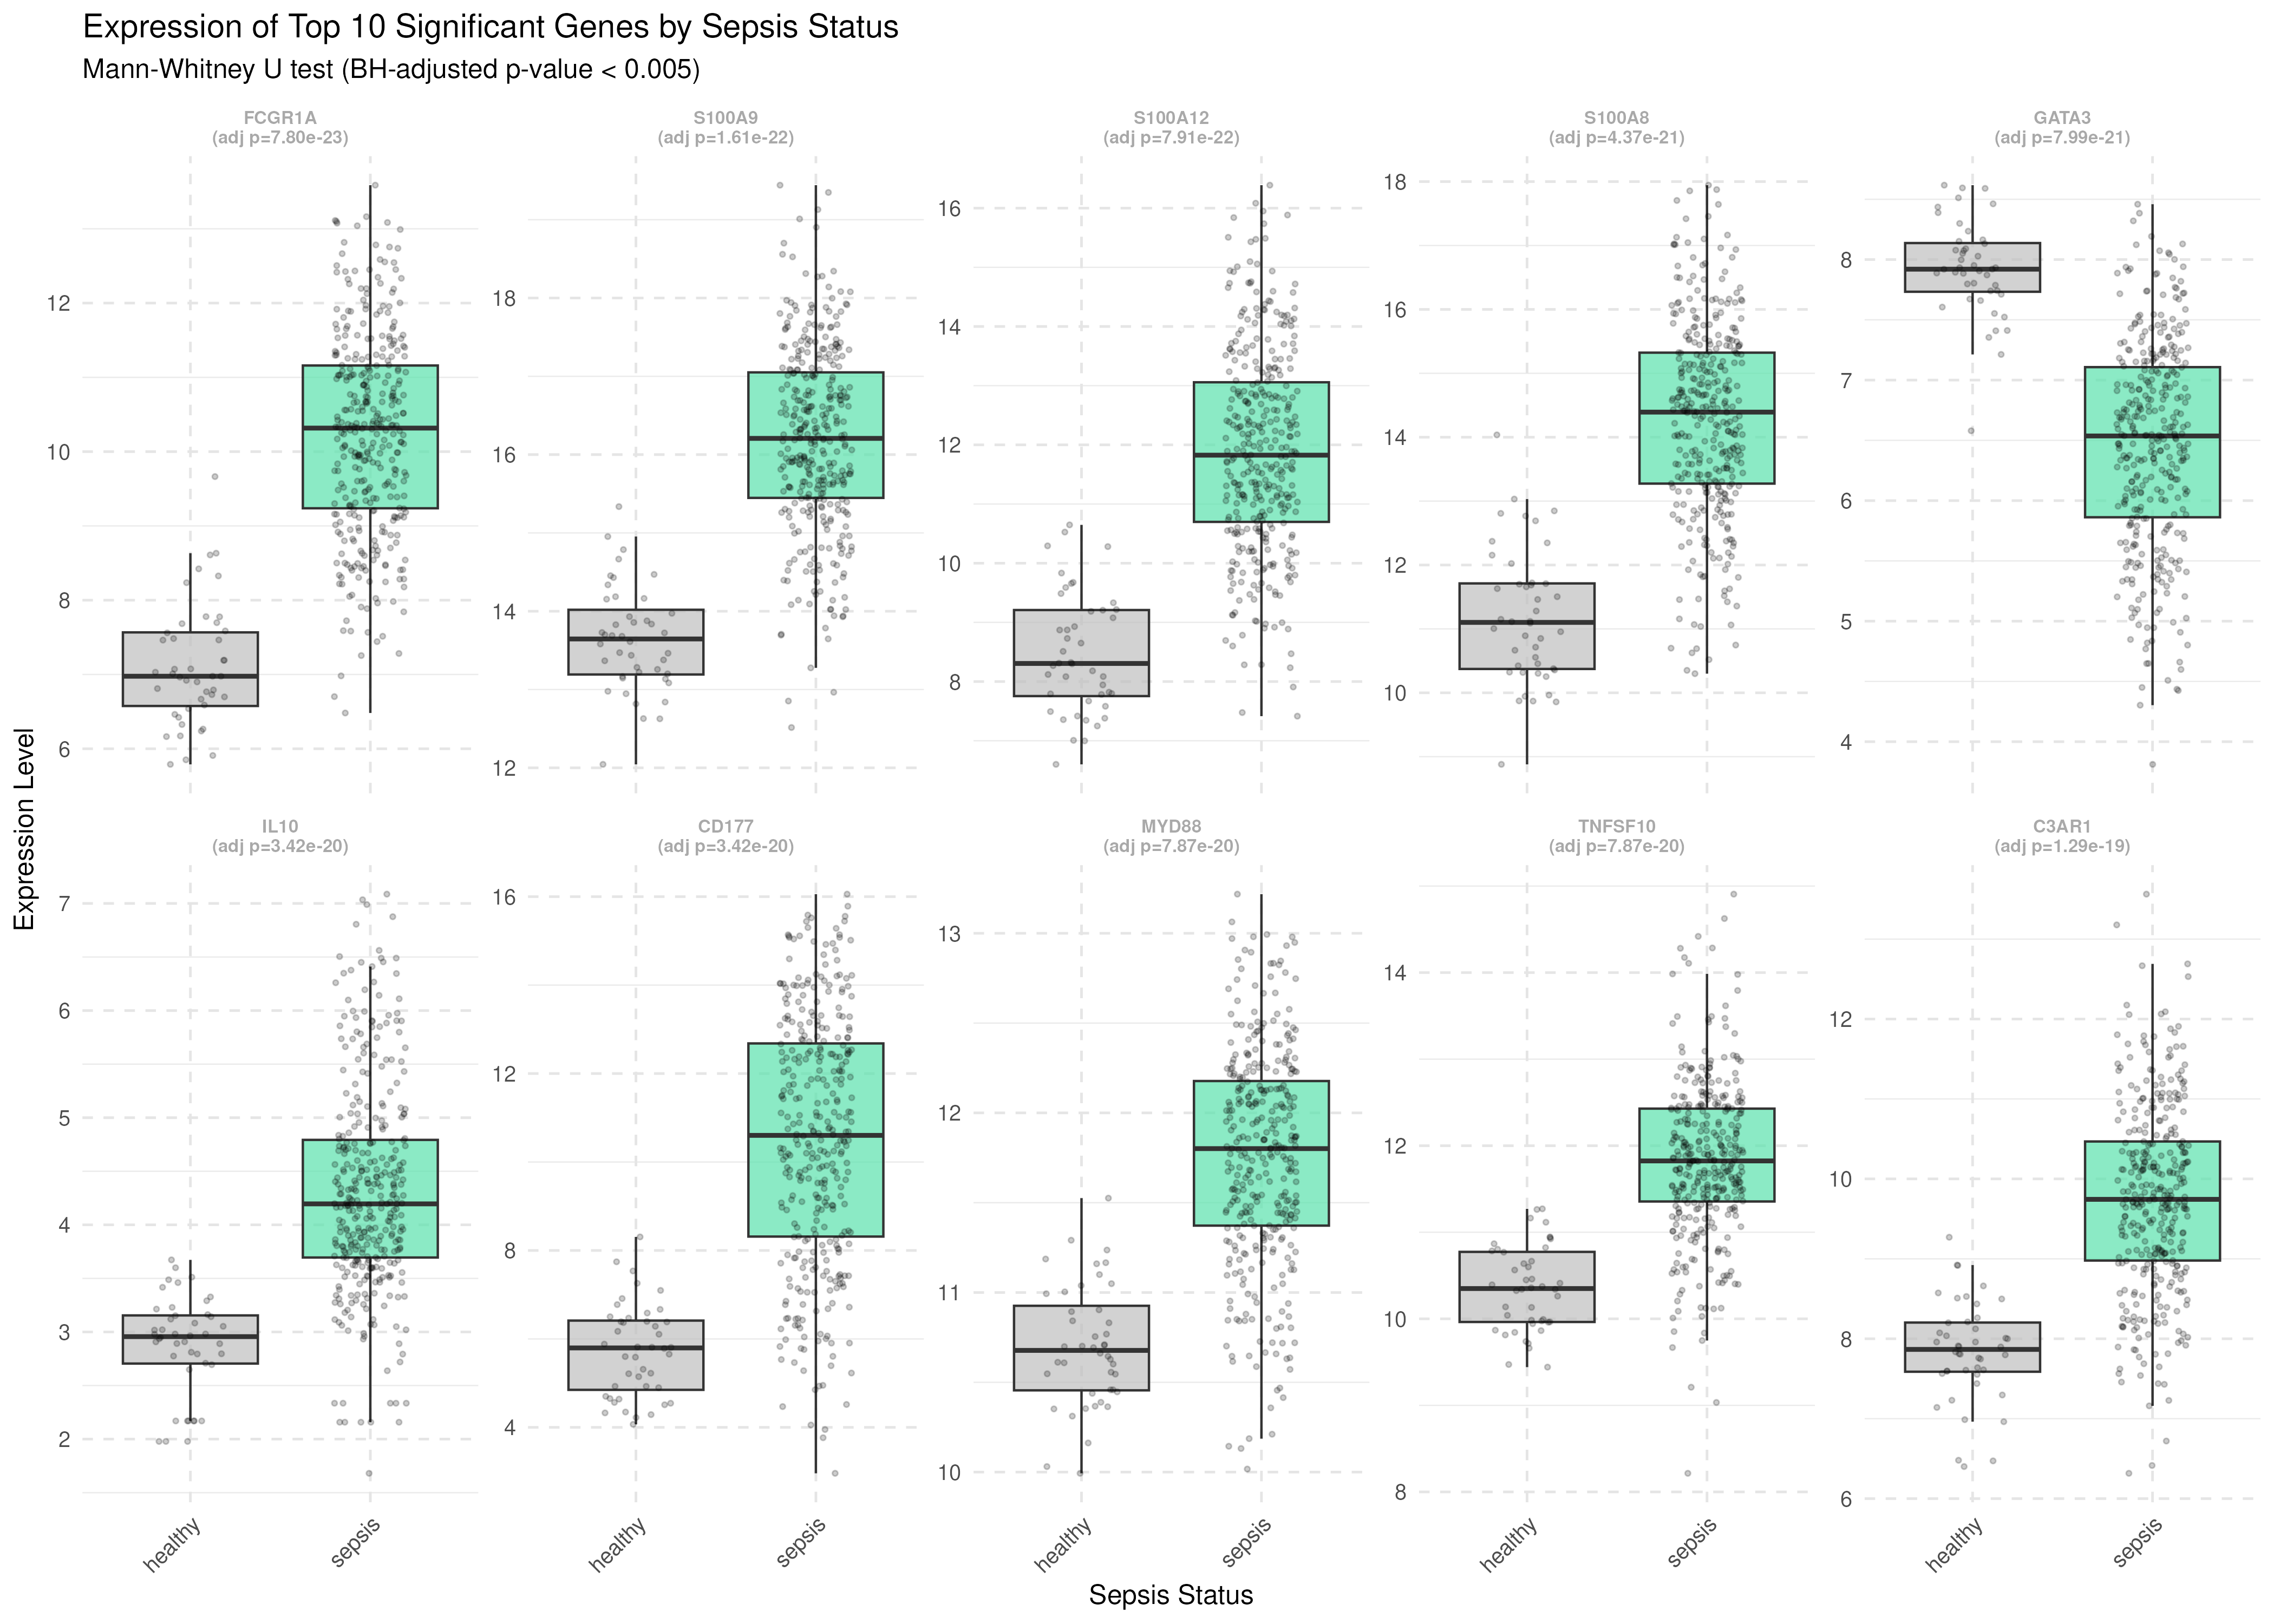 Expression of Top 10 Significant Genes by Sepsis Status
Mann-Whitney U test (BH-adjusted p-value < 0.005)
FCGR1A
(adj p=7.80e-23)
S100A9
(adj p=1.61e-22)
S100A12
(adj p=7.91e-22)
S100A8
(adj p=4.37e-21)
GATA3
(adj p=7.99e-21)
12
10
8
6
18
16
14
12
16
14
12
10
8
18
16
14
12
10
8
7
6
5
4
Expression Level
IL10
(adj p=3.42e-20)
CD177
(adj p=3.42e-20)
MYD88
(adj p=7.87e-20)
TNFSF10
(adj p=7.87e-20)
C3AR1
(adj p=1.29e-19)
7
6
5
4
3
2
16
12
8
4
13
12
11
10
14
12
10
8
12
10
8
6
healthy
sepsis
healthy
sepsis
healthy
sepsis
healthy
sepsis
healthy
sepsis
Sepsis Status